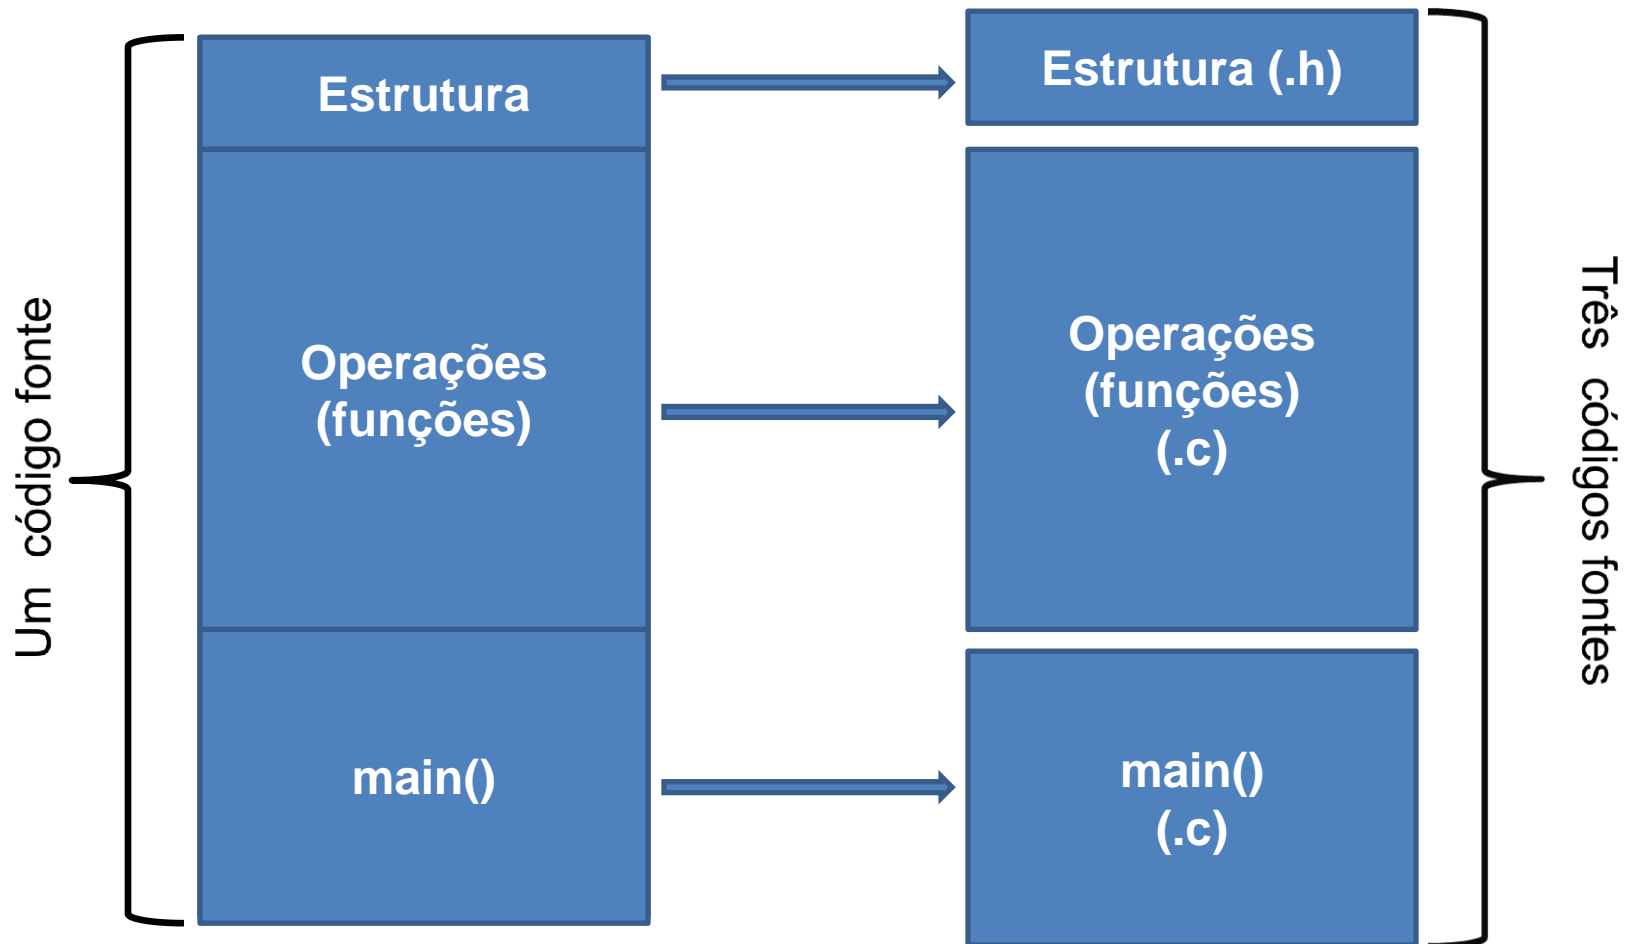 Um código fonte
Estrutura
Operações
(funções)
main()
Estrutura (.h)
Operações
(funções)
(.c)
main()
(.c)
Três códigos fontes